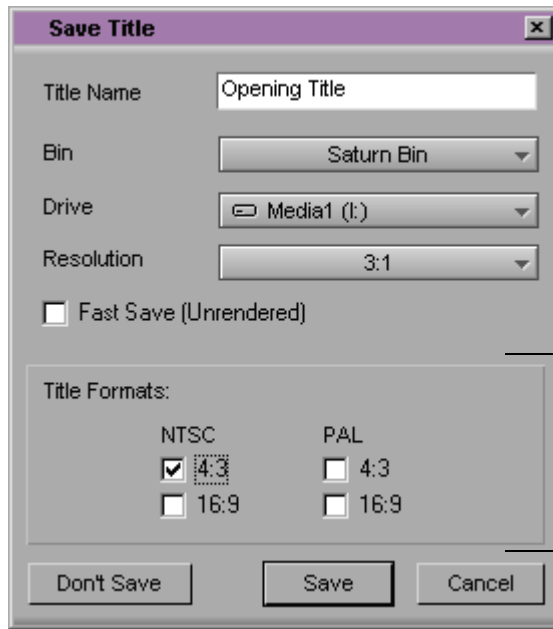 Save Title
Title Name Opening Title
Bin Saturn Bin
Drive Media1 (I:)
Resolution 3:1
Fast Save (Unrendered)
Title Formats:
NTSC PAL
4:3 4:3
16:9 16:9
Don't Save Save Cancel